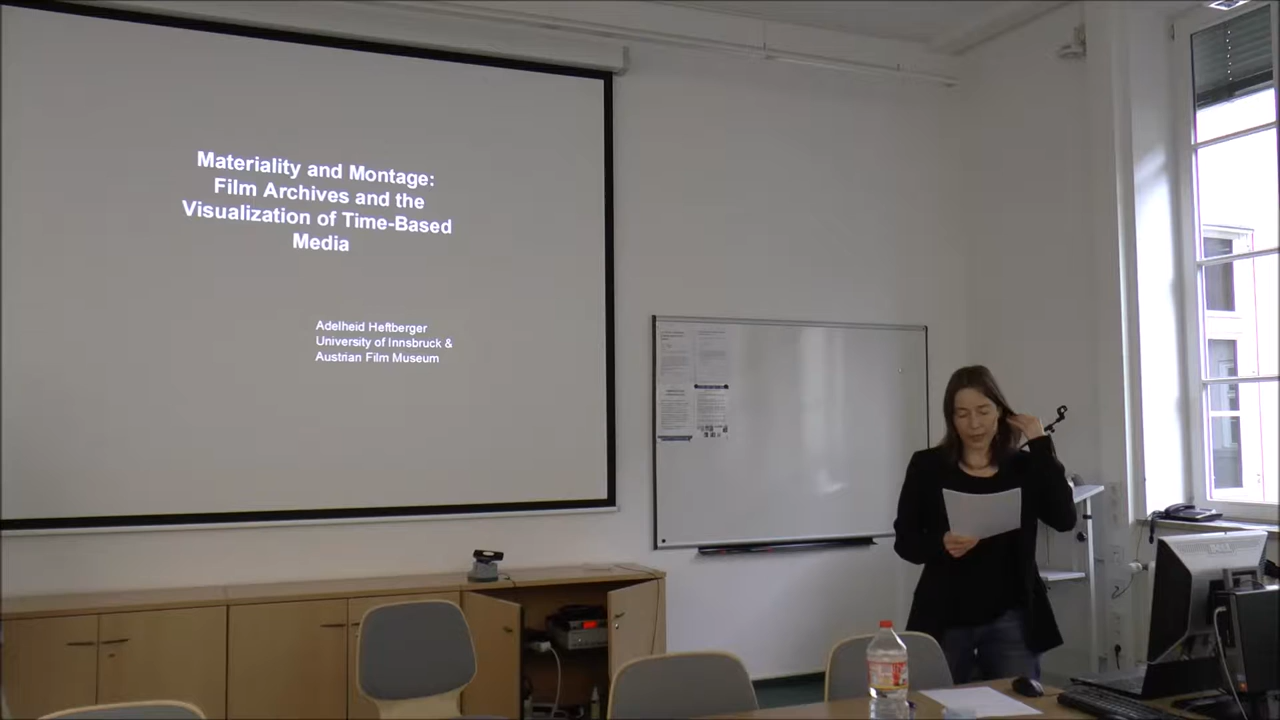 Materiality and Montage:
Film Archives and the
Visualization of Time-Based
Media
Adelheid Heftberger
University of Innsbruck &
Austrian Film Museum